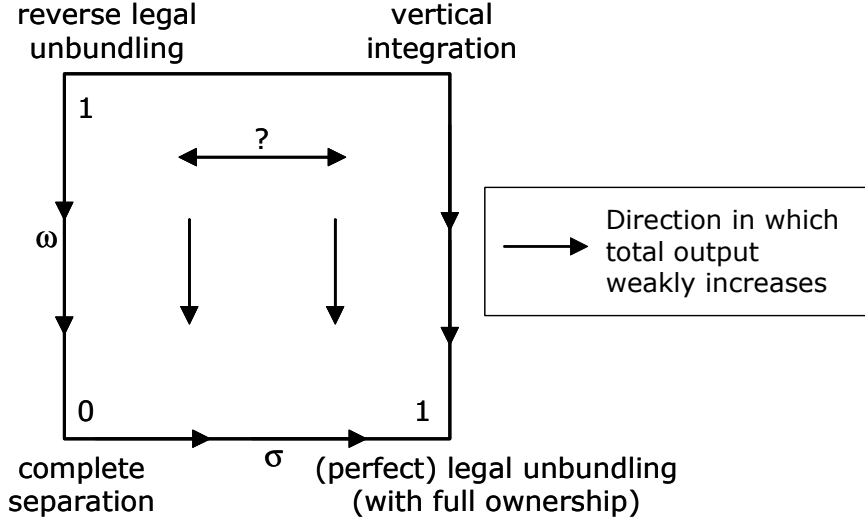 reverse legal
unbundling
vertical
integration
1
?
ω
Direction in which
total output
weakly increases
0
1
σ
complete
separation
(perfect) legal unbundling
(with full ownership)